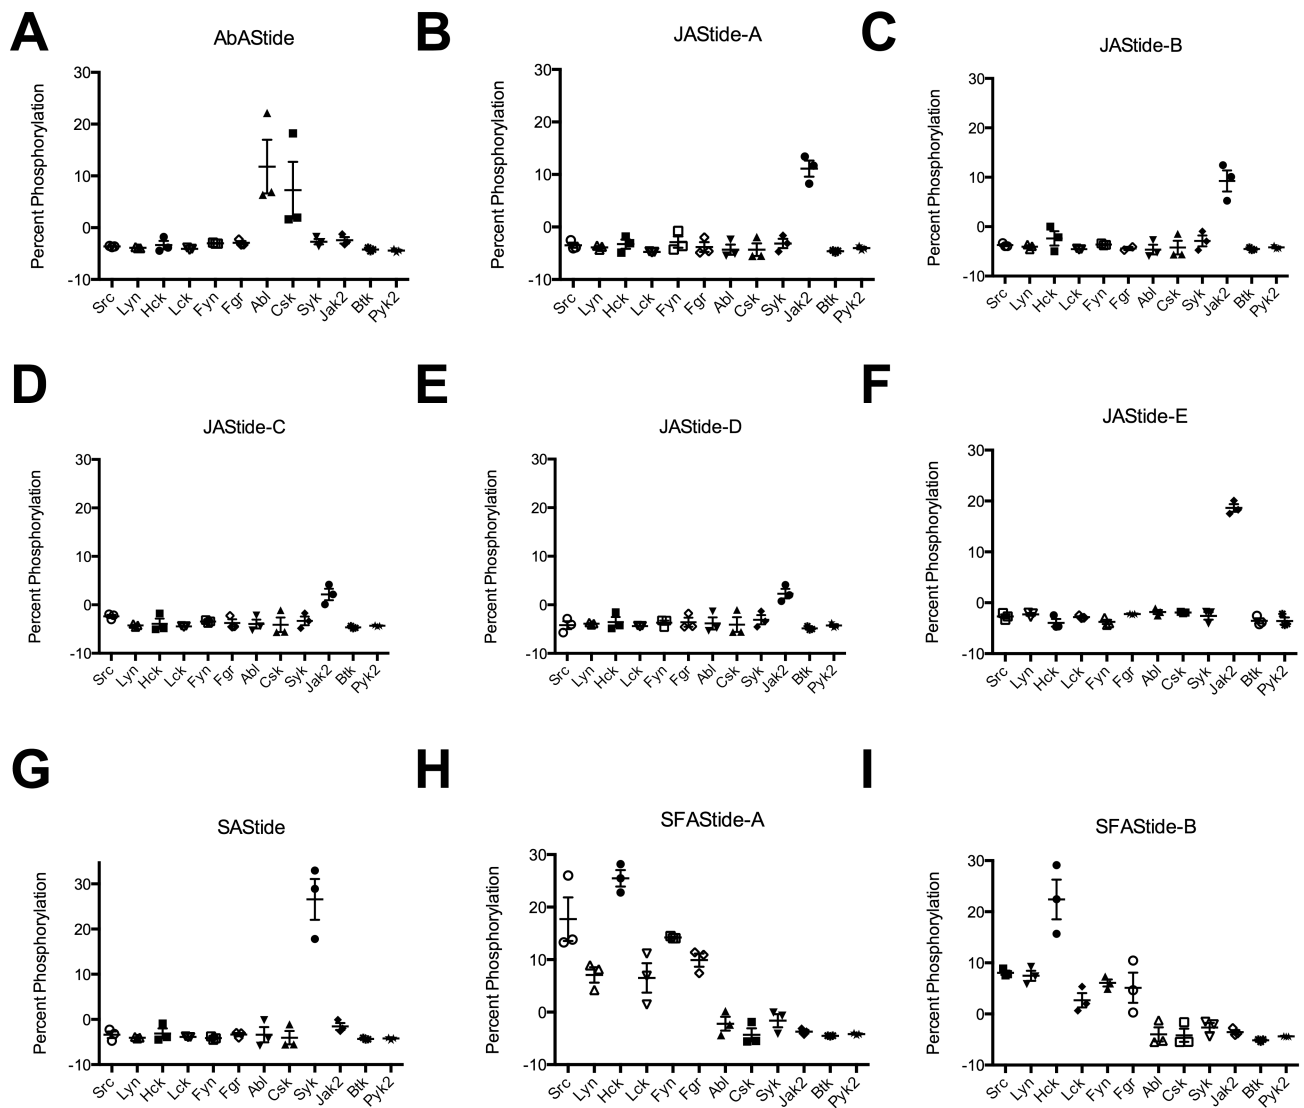 A
AbAStide
Percent Phosphorylation
30
20
10
0
-10
Src Lyn Hck Lck Fyn Fgr Abl Csk Syk Jak2 Btk Pyk2
B
JAStide-A
Percent Phosphorylation
30
20
10
0
-10
Src Lyn Hck Lck Fyn Fgr Abl Csk Syk Jak2 Btk Pyk2
C
JAStide-B
Percent Phosphorylation
30
20
10
0
-10
Src Lyn Hck Lck Fyn Fgr Abl Csk Syk Jak2 Btk Pyk2
D
JAStide-C
Percent Phosphorylation
30
20
10
0
-10
Src Lyn Hck Lck Fyn Fgr Abl Csk Syk Jak2 Btk Pyk2
E
JAStide-D
Percent Phosphorylation
30
20
10
0
-10
Src Lyn Hck Lck Fyn Fgr Abl Csk Syk Jak2 Btk Pyk2
F
JAStide-E
Percent Phosphorylation
30
20
10
0
-10
Src Lyn Hck Lck Fyn Fgr Abl Csk Syk Jak2 Btk Pyk2
G
SAStide
Percent Phosphorylation
30
20
10
0
-10
Src Lyn Hck Lck Fyn Fgr Abl Csk Syk Jak2 Btk Pyk2
H
SFAStide-A
Percent Phosphorylation
30
20
10
0
-10
Src Lyn Hck Lck Fyn Fgr Abl Csk Syk Jak2 Btk Pyk2
I
SFAStide-B
Percent Phosphorylation
30
20
10
0
-10
Src Lyn Hck Lck Fyn Fgr Abl Csk Syk Jak2 Btk Pyk2